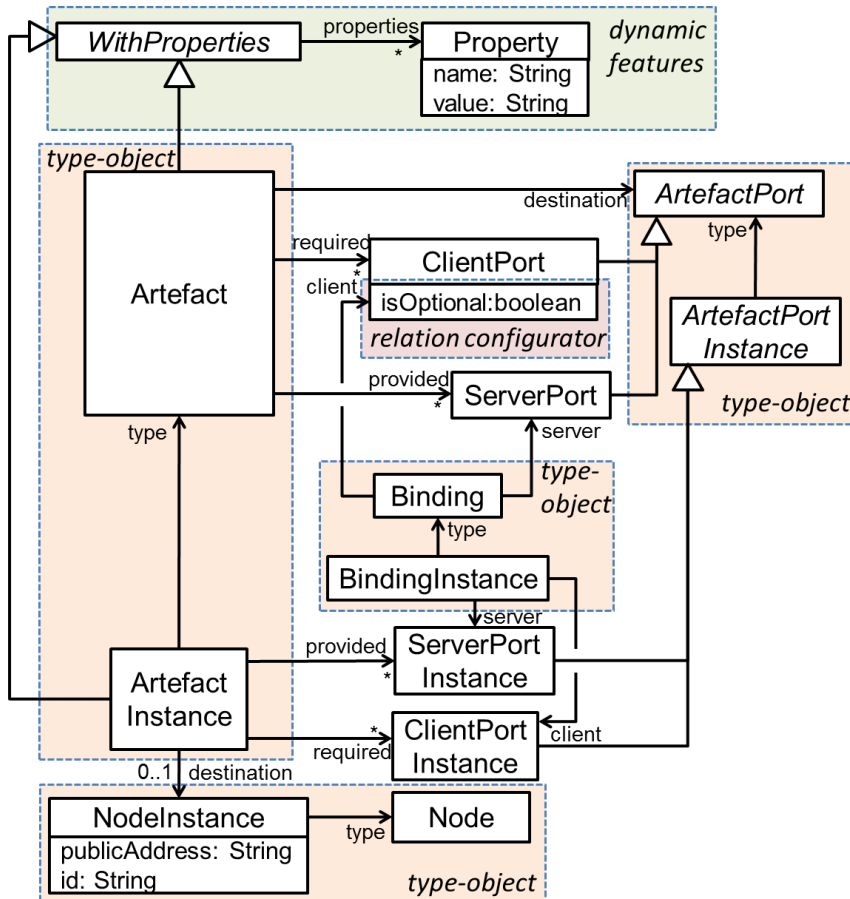 WithProperties
properties
*
Property
name: String
value: String
dynamic
features
type-object
Artefact
destination
ArtefactPort
type
required
*
ClientPort
client
isOptional:boolean
relation configurator
ArtefactPort
Instance
type-object
provided
*
ServerPort
server
type
type-
object
Binding
type
BindingInstance
server
provided
*
ServerPort
Instance
Artefact
Instance
*
required
ClientPort
Instance
client
0..1
destination
NodeInstance
publicAddress: String
id: String
type
Node
type-object